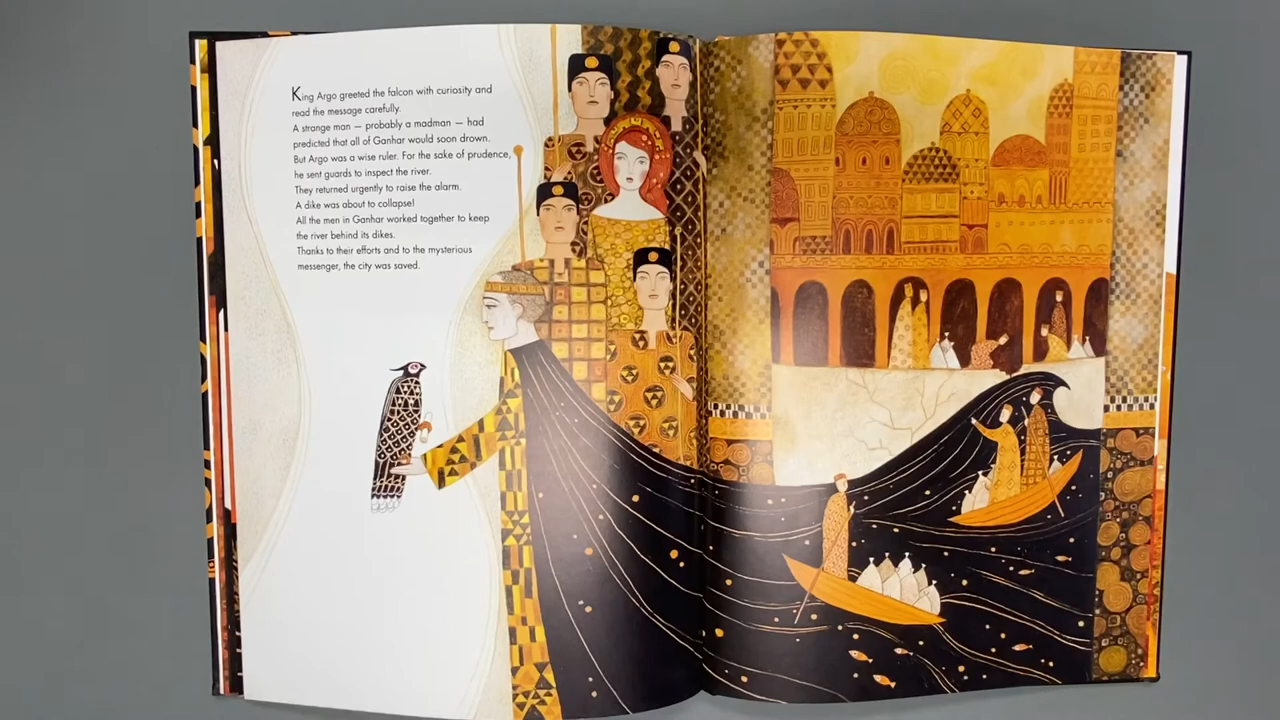 King Argo greeted the falcon with curiosity and
read the message carefully.
A strange man — probably a madman — had
predicted that all of Ganhar would soon drown.
But Argo was a wise ruler. For the sake of prudence,
he sent guards to inspect the river.
They returned urgently to raise the alarm.
A dike was about to collapse!
All the men in Ganhar worked together to keep
the river behind its dikes.
Thanks to their efforts and to the mysterious
messenger, the city was saved.